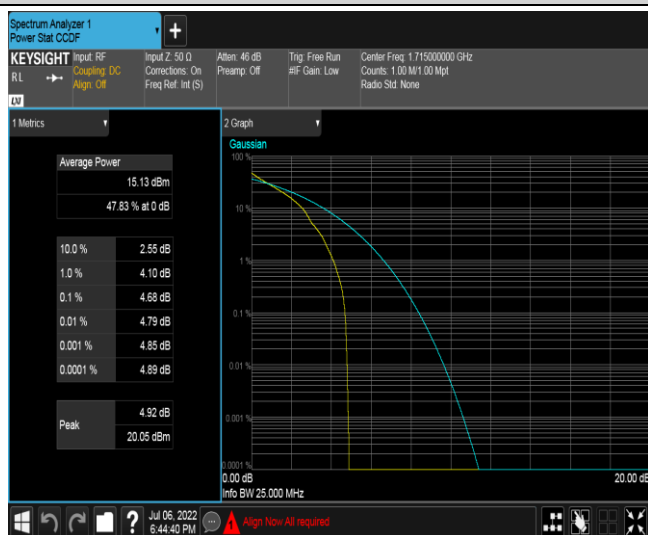 Spectrum Analyzer 1
Power Stat CCDF
KEYSIGHT
RL
LXI
Input: RF
Coupling: DC
Align: Off
Input Z: 50 Ω
Corrections: On
Freq Ref: Int (S)
Atten: 46 dB
Preamp: Off
Trig: Free Run
#IF Gain: Low
Center Freq: 1.715000000 GHz
Counts: 1.00 M/1.00 Mpt
Radio Std: None
1 Metrics
Average Power
15.13 dBm
47.83 % at 0 dB
10.0 % 2.55 dB
1.0 % 4.10 dB
0.1 % 4.68 dB
0.01 % 4.79 dB
0.001 % 4.85 dB
0.0001 % 4.89 dB
Peak
4.92 dB
20.05 dBm
2 Graph
Gaussian
100 %
10 %
1 %
0.1 %
0.01 %
0.001 %
0.0001 %
0.00 dB
20.00 dB
Info BW 25.000 MHz
?
Jul 06, 2022
6:44:40 PM
Align Now All required